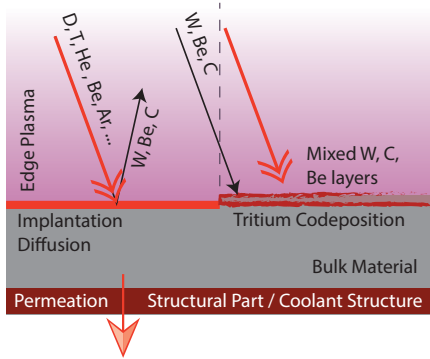 D, T, He , Be, Ar, ...
W, Be, C
W, Be, C
Edge Plasma
Mixed W, C,
Be layers
Implantation
Diffusion
Tritium Codeposition
Bulk Material
Permeation
Structural Part / Coolant Structure